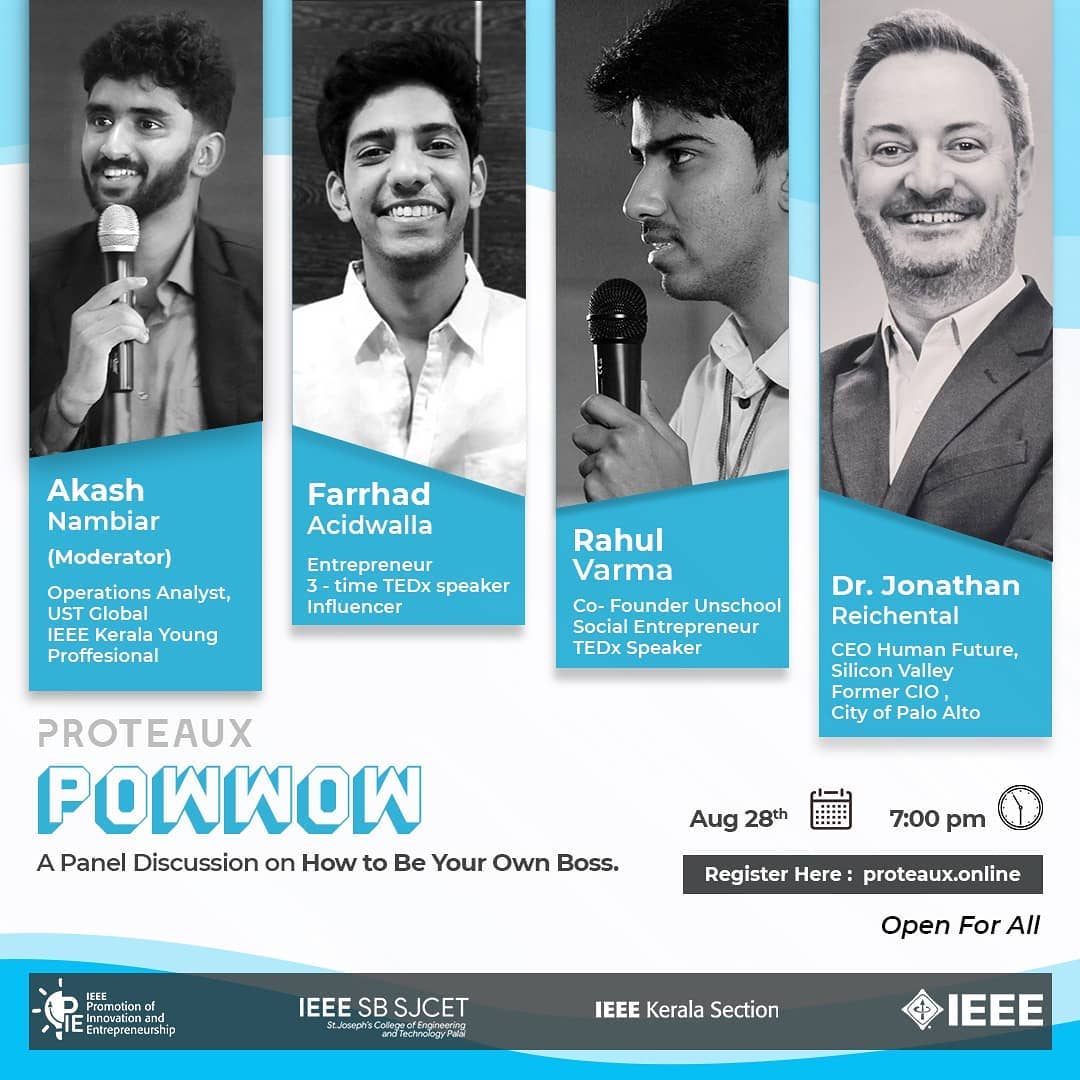 Akash
Nambiar
(Moderator)
Operations Analyst,
UST Global
IEEE Kerala Young
Proffesional
Farrhad
Acidwalla
Entrepreneur
3 - time TEDx speaker
Influencer
Rahul
Varma
Co- Founder Unschool
Social Entrepreneur
TEDx Speaker
Dr. Jonathan
Reichental
CEO Human Future,
Silicon Valley
Former CIO ,
City of Palo Alto
PROTEAUX
POWWOW
A Panel Discussion on How to Be Your Own Boss.
Aug 28th
7:00 pm
Register Here : proteaux.online
Open For All
PIE
IEEE
Promotion of
Innovation and
Entrepreneurship
IEEE SB SJCET
St.Joseph's College of Engineering
and Technology Palai
IEEE Kerala Section
IEEE